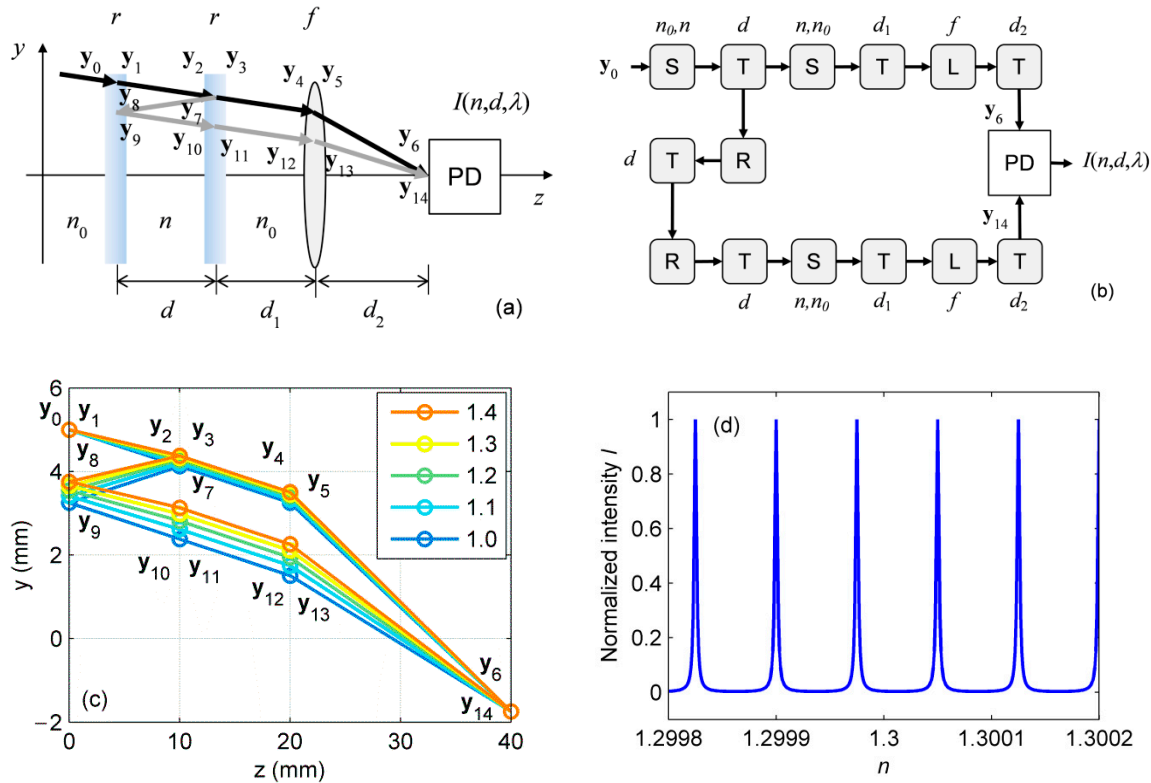 r r f
y
y0 y1 y2 y3
y4 y5
y8 y7
I(n,d,λ)
y9 y10 y11 y12 y13
y6
y14
PD
z
n0 n n0
d d1 d2
(a)
n0,n d n,n0 d1 f d2
y0 S T S T L T
y6
d T R
PD I(n,d,λ)
y14
R T S T L T
d n,n0 d1 f d2
(b)
6
4
2
0
−2
y (mm)
y0 y1
y2 y3
y8
y4
y7
y5
y9
y10 y11
y12 y13
y6
y14
1.4
1.3
1.2
1.1
1.0
(c)
0 10 20 30 40
z (mm)
(d)
1
0.8
0.6
0.4
0.2
0
Normalized intensity I
1.2998 1.2999 1.3 1.3001 1.3002
n